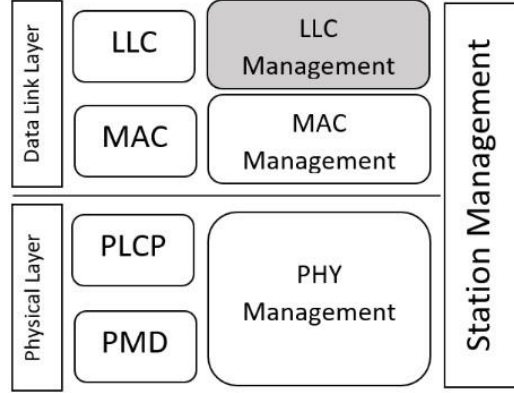 Data Link Layer
LLC
LLC
Management
MAC
MAC
Management
Physical Layer
PLCP
PMD
PHY
Management
Station Management